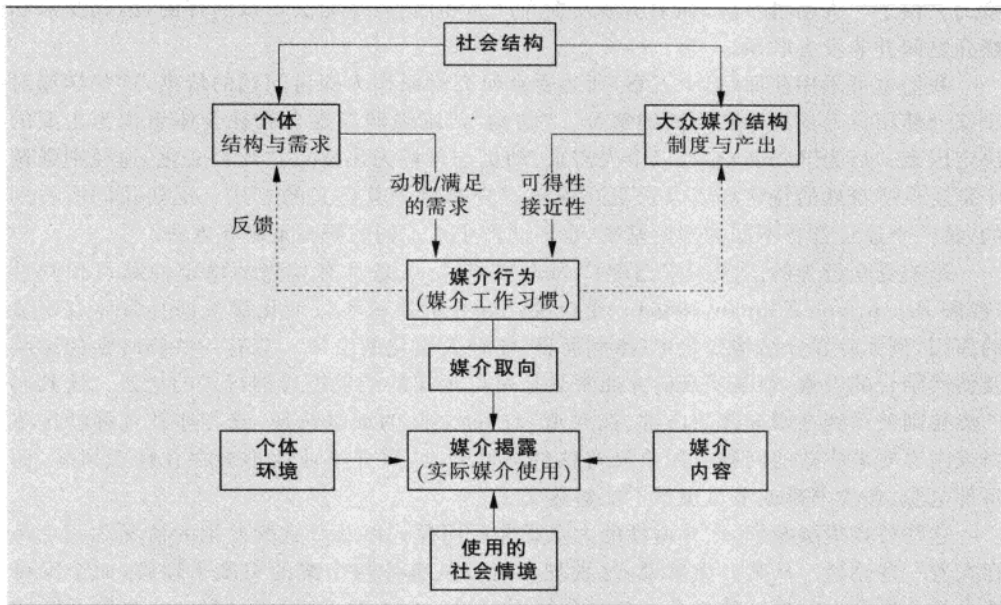 社会结构
个体
结构与需求
大众媒介结构
制度与产出
动机/满足
的需求
可得性
接近性
反馈
媒介行为
(媒介工作习惯)
媒介取向
个体
环境
媒介揭露
(实际媒介使用)
媒介
内容
使用的
社会情境